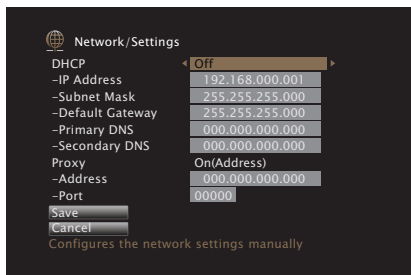 Network/Settings
DHCP Off
–IP Address 192.168.000.001
–Subnet Mask 255.255.255.000
–Default Gateway 255.255.255.000
–Primary DNS 000.000.000.000
–Secondary DNS 000.000.000.000
Proxy On(Address)
–Address 000.000.000.000
–Port 00000
Save
Cancel
Configures the network settings manually